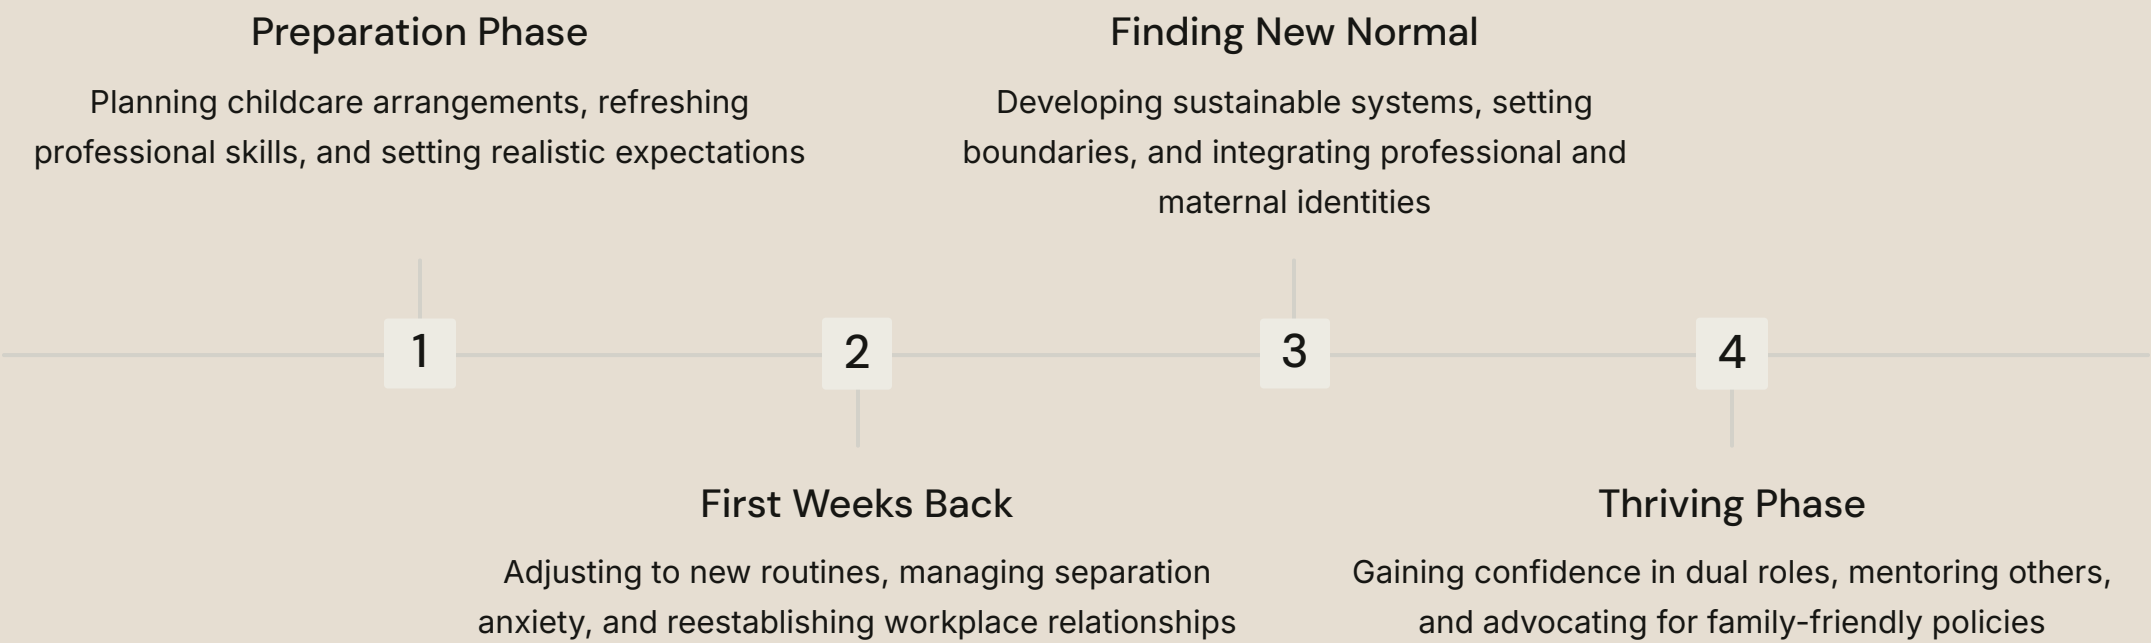 Preparation Phase
Planning childcare arrangements, refreshing
professional skills, and setting realistic expectations
Finding New Normal
Developing sustainable systems, setting
boundaries, and integrating professional and
maternal identities
1
2
3
4
First Weeks Back
Adjusting to new routines, managing separation
anxiety, and reestablishing workplace relationships
Thriving Phase
Gaining confidence in dual roles, mentoring others,
and advocating for family-friendly policies